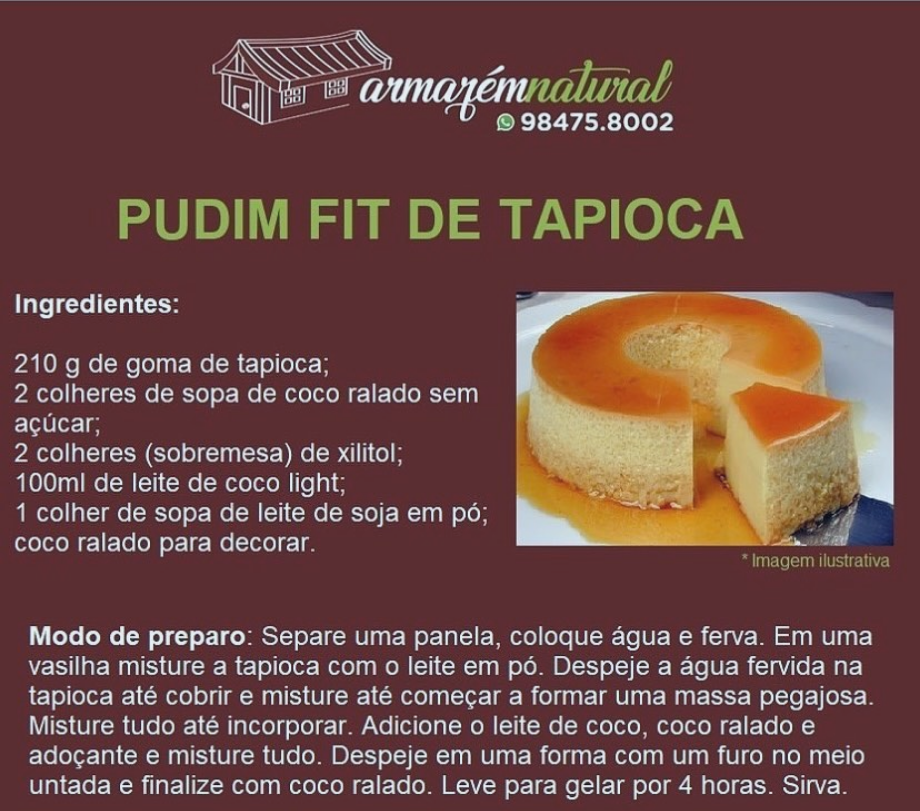 armazémnatural
98475.8002
PUDIM FIT DE TAPIOCA
Ingredientes:
210 g de goma de tapioca;
2 colheres de sopa de coco ralado sem
açúcar;
2 colheres (sobremesa) de xilitol;
100ml de leite de coco light;
1 colher de sopa de leite de soja em pó;
coco ralado para decorar.
* Imagem ilustrativa
Modo de preparo: Separe uma panela, coloque água e ferva. Em uma
vasilha misture a tapioca com o leite em pó. Despeje a água fervida na
tapioca até cobrir e misture até começar a formar uma massa pegajosa.
Misture tudo até incorporar. Adicione o leite de coco, coco ralado e
adoçante e misture tudo. Despeje em uma forma com um furo no meio
untada e finalize com coco ralado. Leve para gelar por 4 horas. Sirva.